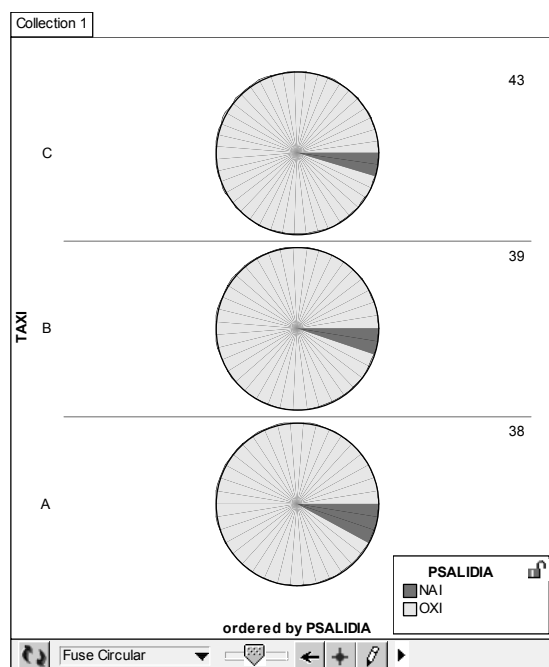 Collection 1
43
C
39
TAXI
B
38
A
PSALIDIA
NAI
OXI
ordered by PSALIDIA
Fuse Circular